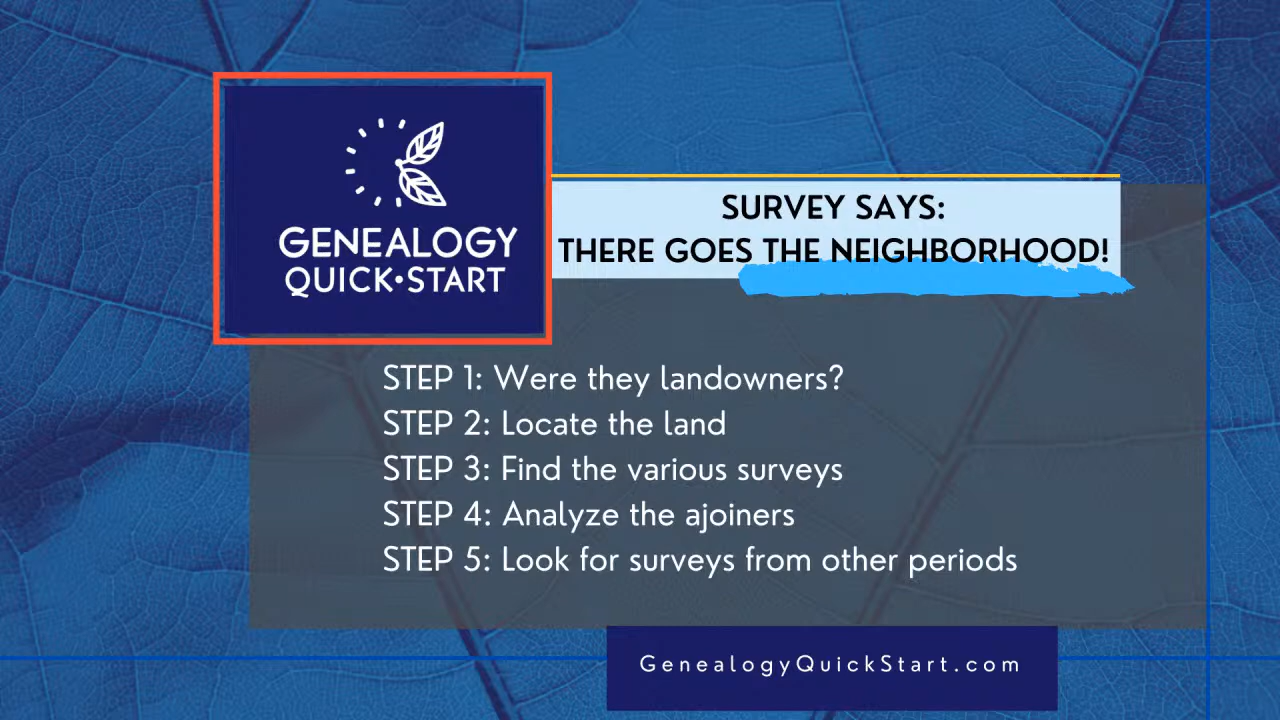 GENEALOGY
QUICK•START
SURVEY SAYS:
THERE GOES THE NEIGHBORHOOD!
STEP 1: Were they landowners?
STEP 2: Locate the land
STEP 3: Find the various surveys
STEP 4: Analyze the ajoiners
STEP 5: Look for surveys from other periods
GenealogyQuickStart.com